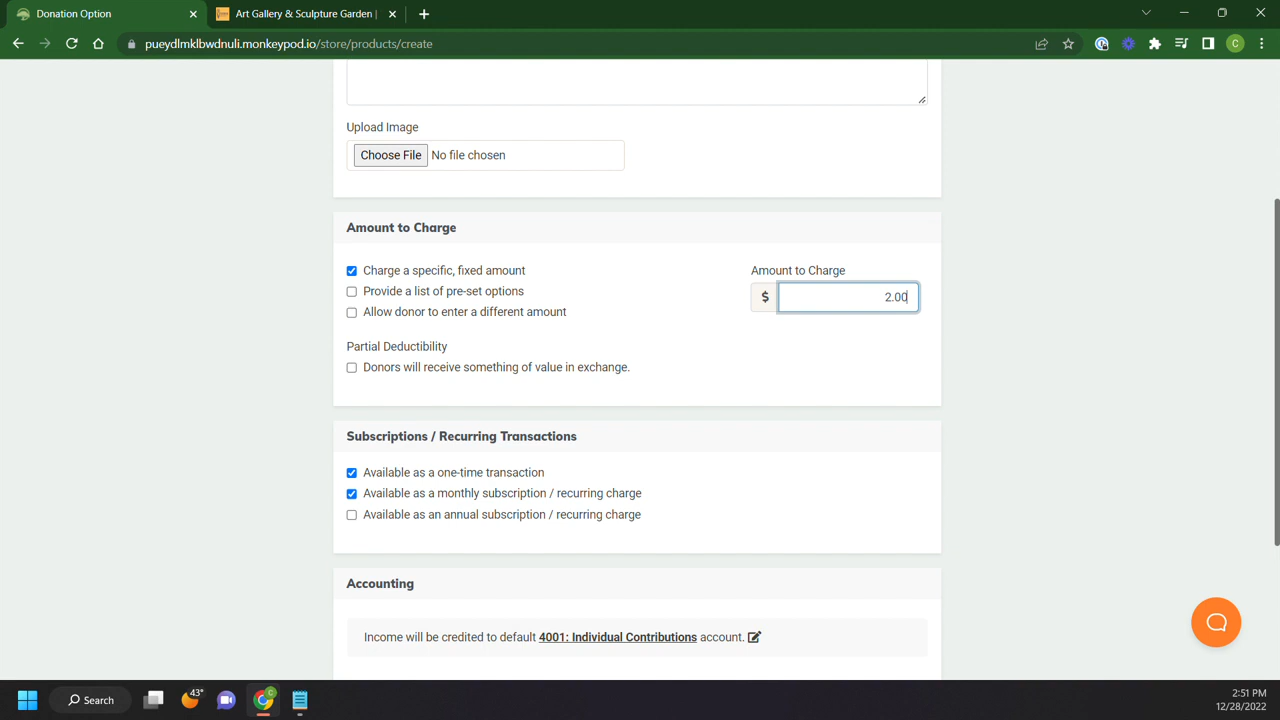 Donation Option
Art Gallery & Sculpture Garden |
pueydlmklbwdnuli.monkeypod.io/store/products/create
C
Upload Image
Choose File No file chosen
Amount to Charge
Charge a specific, fixed amount
Provide a list of pre-set options
Allow donor to enter a different amount
Amount to Charge
$ 2.00
Partial Deductibility
Donors will receive something of value in exchange.
Subscriptions / Recurring Transactions
Available as a one-time transaction
Available as a monthly subscription / recurring charge
Available as an annual subscription / recurring charge
Accounting
Income will be credited to default 4001: Individual Contributions account.
Search
43°
C
2:51 PM
12/28/2022